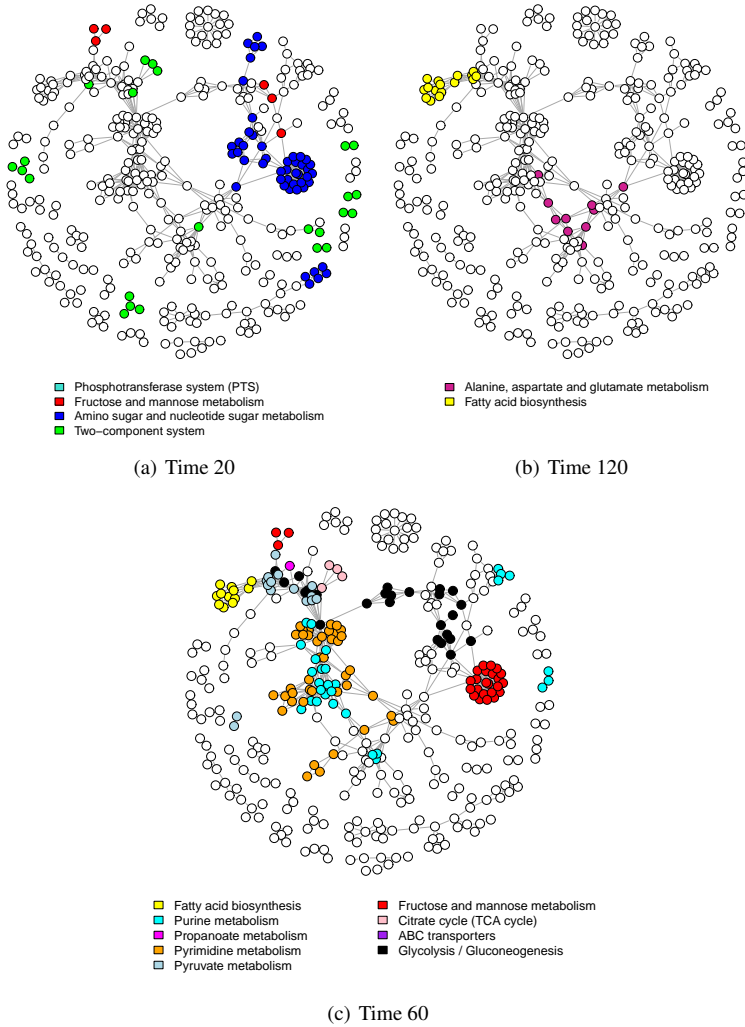 Phosphotransferase system (PTS)
Fructose and mannose metabolism
Amino sugar and nucleotide sugar metabolism
Two−component system
(a) Time 20
Alanine, aspartate and glutamate metabolism
Fatty acid biosynthesis
(b) Time 120
Fatty acid biosynthesis
Purine metabolism
Propanoate metabolism
Pyrimidine metabolism
Pyruvate metabolism
Fructose and mannose metabolism
Citrate cycle (TCA cycle)
ABC transporters
Glycolysis / Gluconeogenesis
(c) Time 60